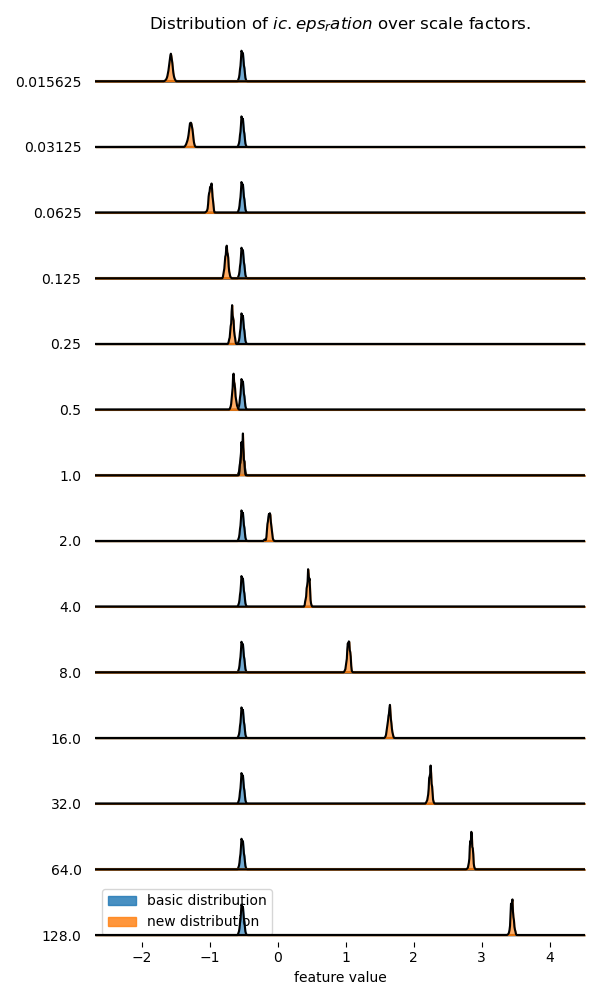 Distribution of ic.eps_ration over scale factors.
0.015625
0.03125
0.0625
0.125
0.25
0.5
1.0
2.0
4.0
8.0
16.0
32.0
64.0
128.0
basic distribution
new distribution
−2 −1 0 1 2 3 4
feature value